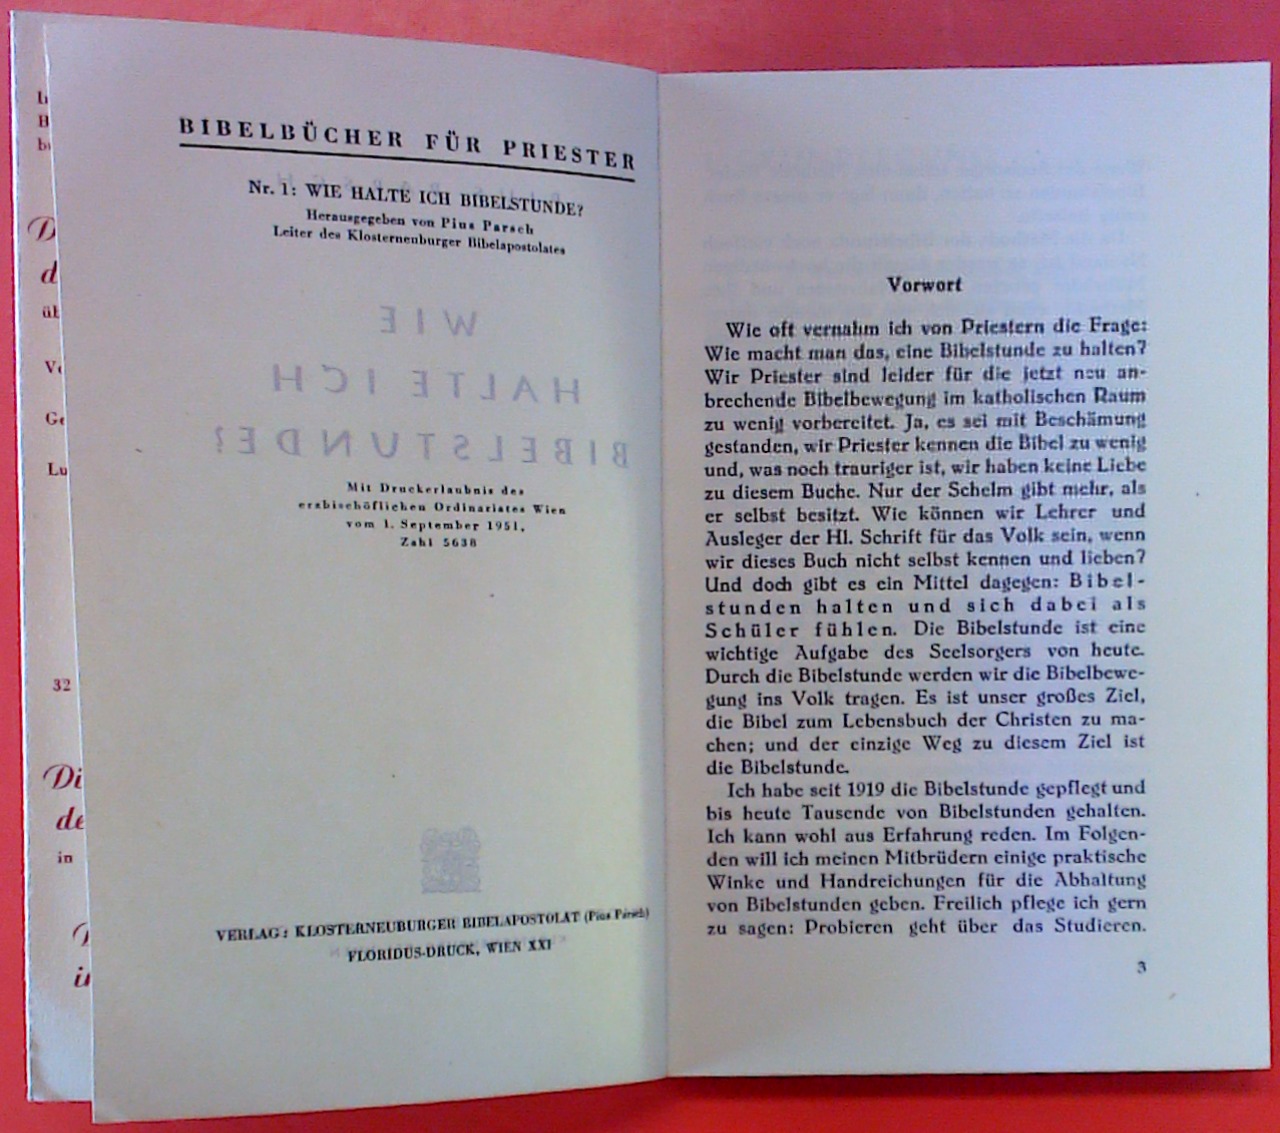 BIBELBÜCHER FÜR PRIESTER
Nr. 1: WIE HALTE ICH BIBELSTUNDE?
Herausgegeben von Pius Parsch
Leiter des Klosterneuburger Bibelapostolates
WIE
HALTE ICH
BIBELSTUNDE?
Mit Druckerlaubnis des
erzbischöflichen Ordinariates Wien
vom 1. September 1951,
Zahl 5638
VERLAG: KLOSTERNEUBURGER BIBELAPOSTOLAT (Pius Parsch)
FLORIDUS-DRUCK, WIEN XXI
32
in
Vorwort
Wie oft vernahm ich von Priestern die Frage:
Wie macht man das, eine Bibelstunde zu halten?
Wir Priester sind leider für die jetzt neu an-
brechende Bibelbewegung im katholischen Raum
zu wenig vorbereitet. Ja, es sei mit Beschämung
gestanden, wir Priester kennen die Bibel zu wenig
und, was noch trauriger ist, wir haben keine Liebe
zu diesem Buche. Nur der Schelm gibt mehr, als
er selbst besitzt. Wie können wir Lehrer und
Ausleger der Hl. Schrift für das Volk sein, wenn
wir dieses Buch nicht selbst kennen und lieben?
Und doch gibt es ein Mittel dagegen: Bibel-
stunden halten und sich dabei als
Schüler fühlen. Die Bibelstunde ist eine
wichtige Aufgabe des Seelsorgers von heute.
Durch die Bibelstunde werden wir die Bibelbewe-
gung ins Volk tragen. Es ist unser großes Ziel,
die Bibel zum Lebensbuch der Christen zu ma-
chen; und der einzige Weg zu diesem Ziel ist
die Bibelstunde.
Ich habe seit 1919 die Bibelstunde gepflegt und
bis heute Tausende von Bibelstunden gehalten.
Ich kann wohl aus Erfahrung reden. Im Folgen-
den will ich meinen Mitbrüdern einige praktische
Winke und Handreichungen für die Abhaltung
von Bibelstunden geben. Freilich pflege ich gern
zu sagen: Probieren geht über das Studieren.
3